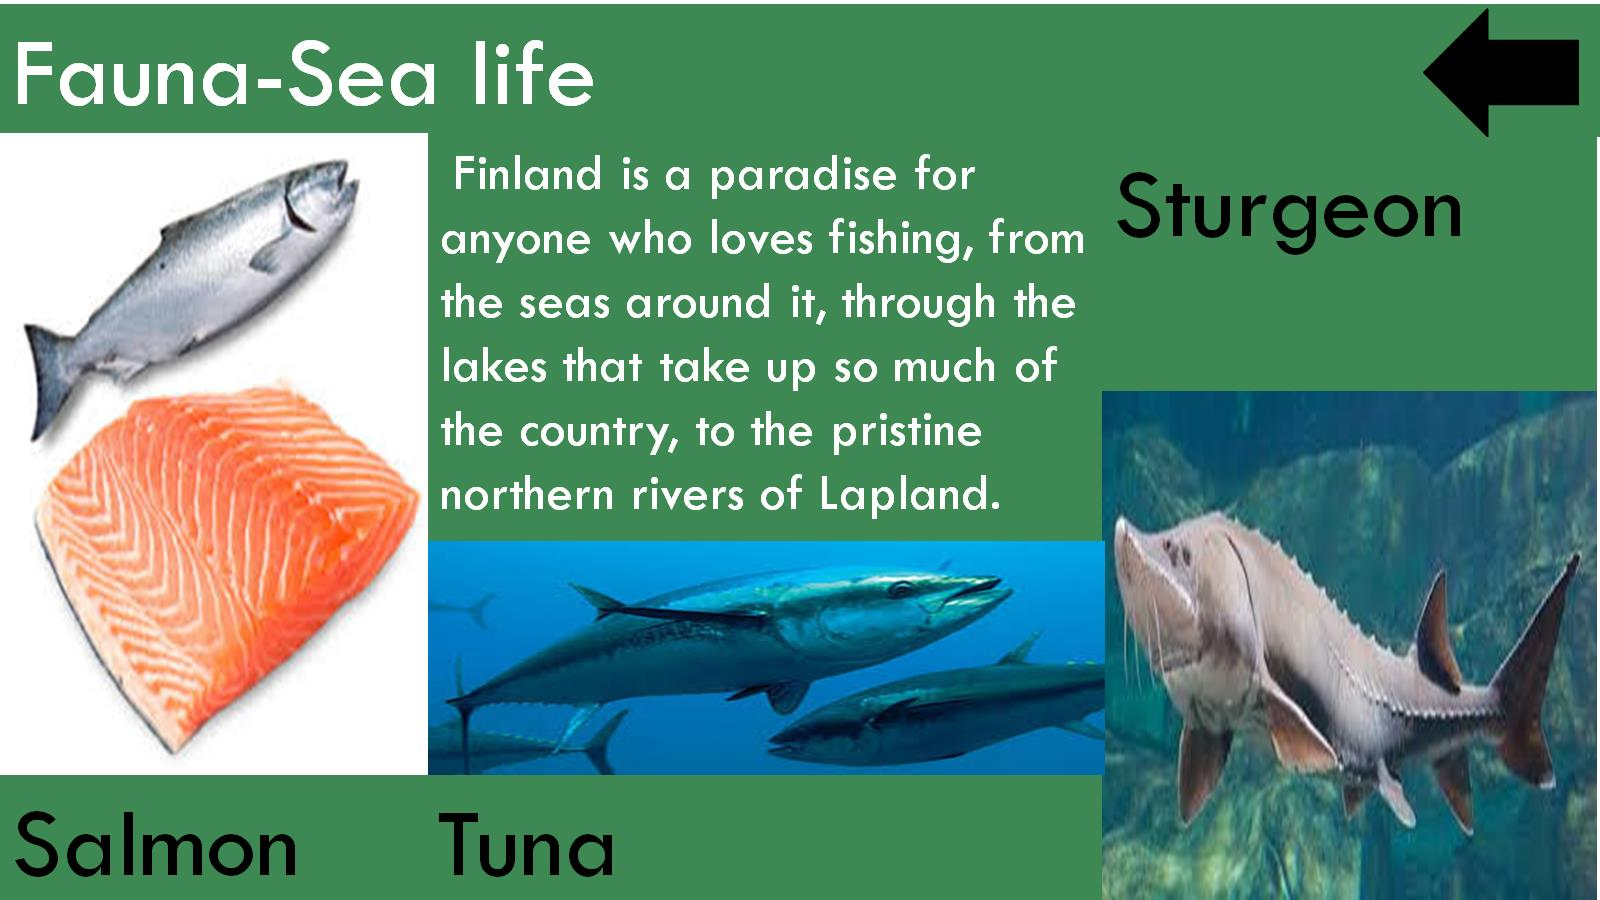 Fauna-Sea life
Finland is a paradise for
anyone who loves fishing, from
the seas around it, through the
lakes that take up so much of
the country, to the pristine
northern rivers of Lapland.
Sturgeon
Salmon
Tuna